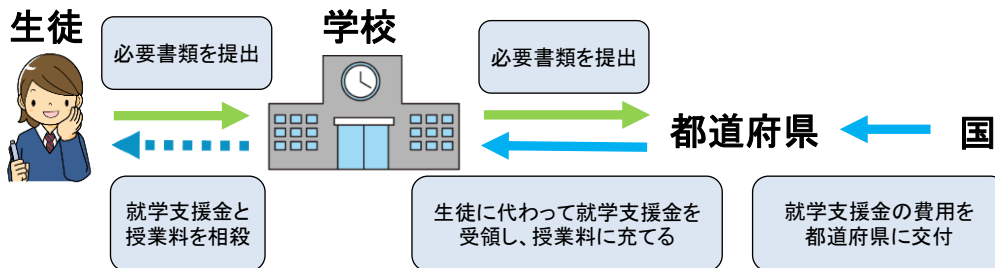 生徒
必要書類を提出
学校
必要書類を提出
都道府県
国
就学支援金と
授業料を相殺
生徒に代わって就学支援金を
受領し、授業料に充てる
就学支援金の費用を
都道府県に交付